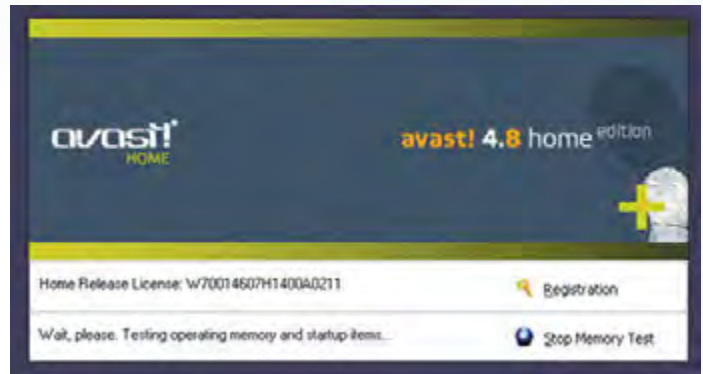 avast!
HOME
avast! 4.8 home edition
Home Release License: W70014607H1400A0211
Registration
Wait, please. Testing operating memory and startup items...
Stop Memory Test